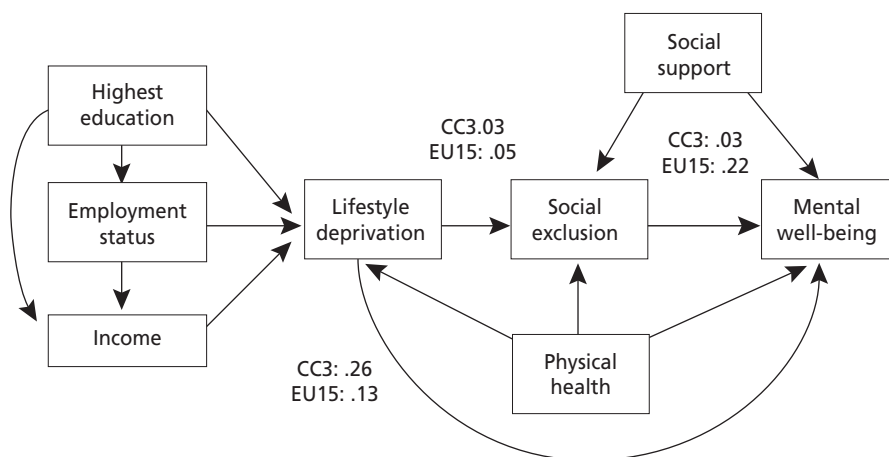 Social
support
Highest
education
CC3.03
EU15: .05
CC3: .03
EU15: .22
Employment
status
Lifestyle
deprivation
Social
exclusion
Mental
well-being
Income
Physical
health
CC3: .26
EU15: .13